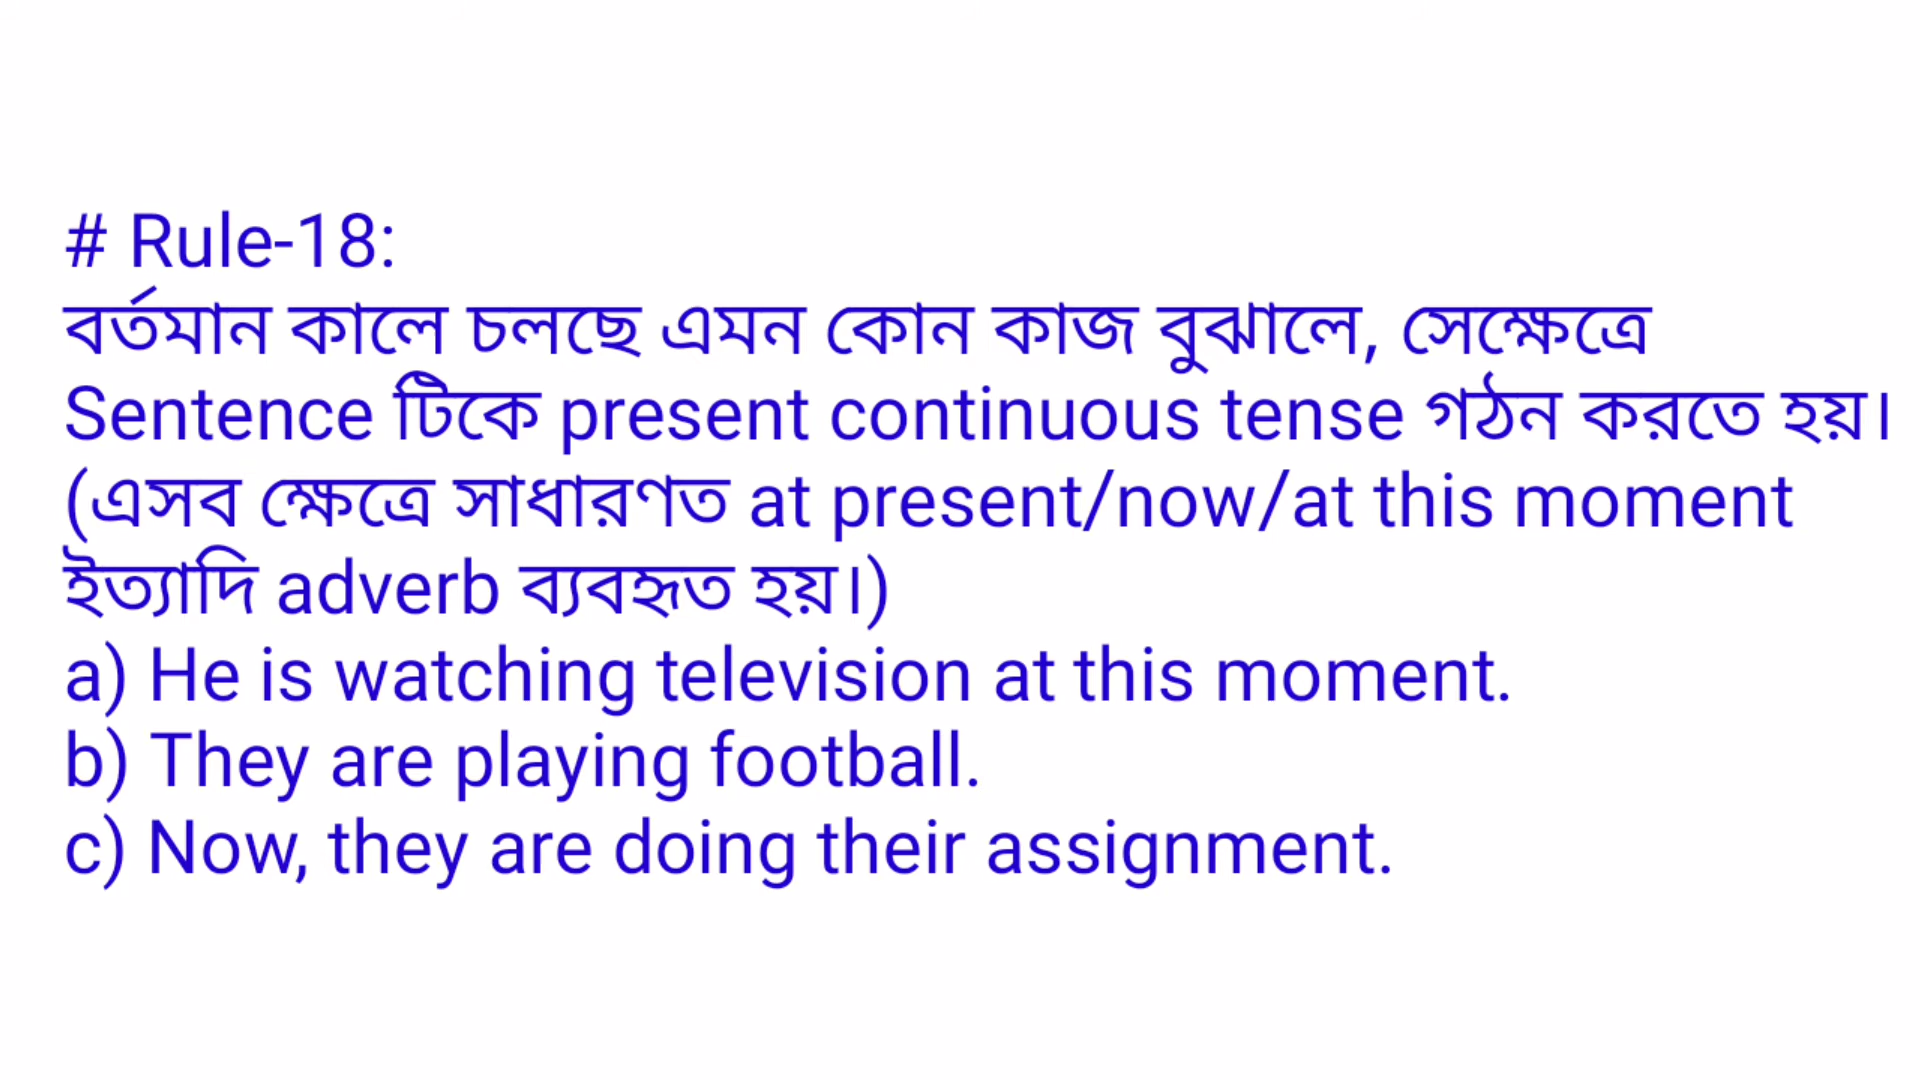 # Rule-18:
বর্তমান কালে চলছে এমন কোন কাজ বুঝালে, সেক্ষেত্রে
Sentence টিকে present continuous tense গঠন করতে হয়।
(এসব ক্ষেত্রে সাধারণত at present/now/at this moment
ইত্যাদি adverb ব্যবহৃত হয়।)
a) He is watching television at this moment.
b) They are playing football.
c) Now, they are doing their assignment.